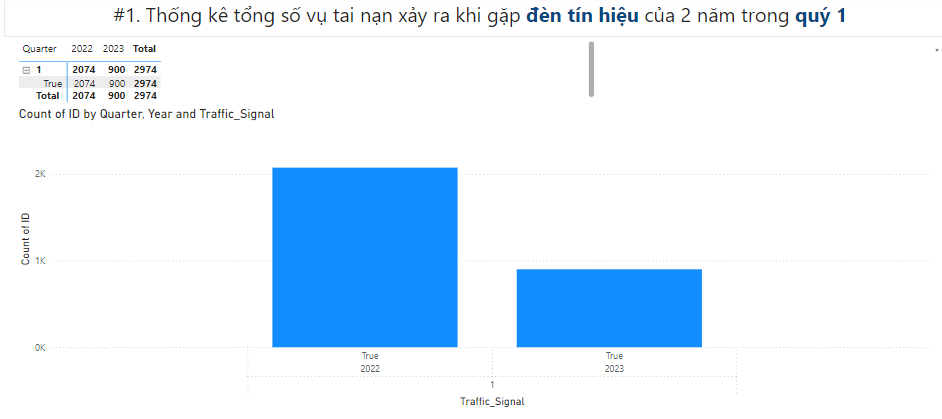 #1. Thống kê tổng số vụ tai nạn xảy ra khi gặp đèn tín hiệu của 2 năm trong quý 1
Quarter 2022 2023 Total
1 2074 900 2974
True 2074 900 2974
Total 2074 900 2974
Count of ID by Quarter, Year and Traffic_Signal
2K
Count of ID
1K
0K
True True
2022 2023
1
Traffic_Signal